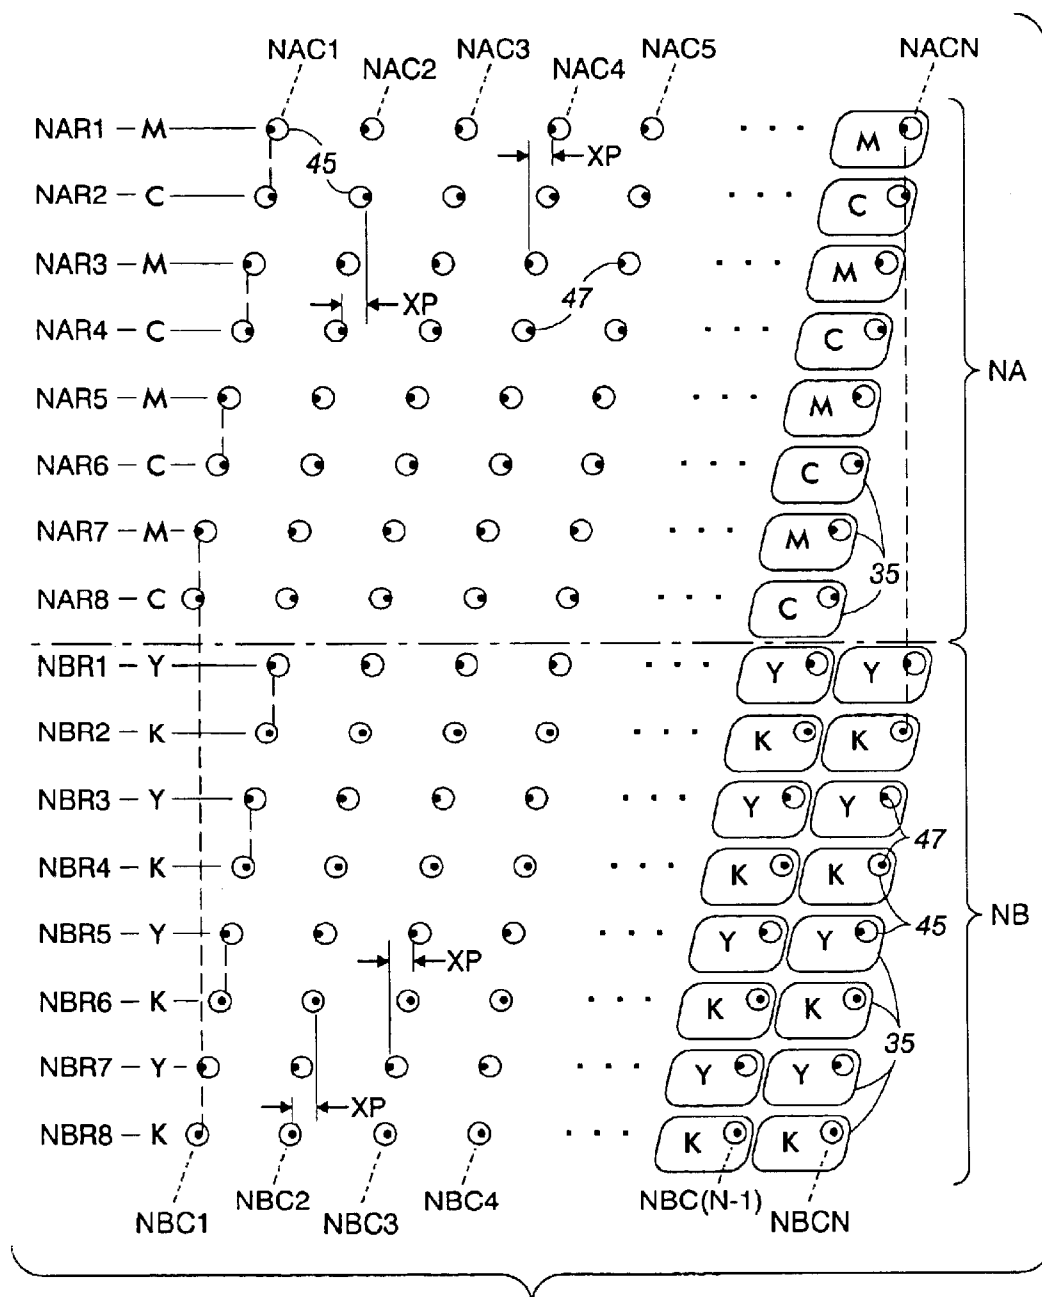 NAC1 NAC2 NAC3 NAC4 NAC5 NACN
NAR1 – M M
45 XP
NAR2 – C C
NAR3 – M M
XP 47
NAR4 – C C
NAR5 – M M NA
NAR6 – C C
NAR7 – M M
35
NAR8 – C C
NBR1 – Y Y Y
NBR2 – K K K
NBR3 – Y Y Y
47
NBR4 – K K K
45 NB
NBR5 – Y Y Y
XP
NBR6 – K K K
35
NBR7 – Y Y Y
XP
NBR8 – K K K
NBC1 NBC2 NBC3 NBC4 NBC(N-1) NBCN